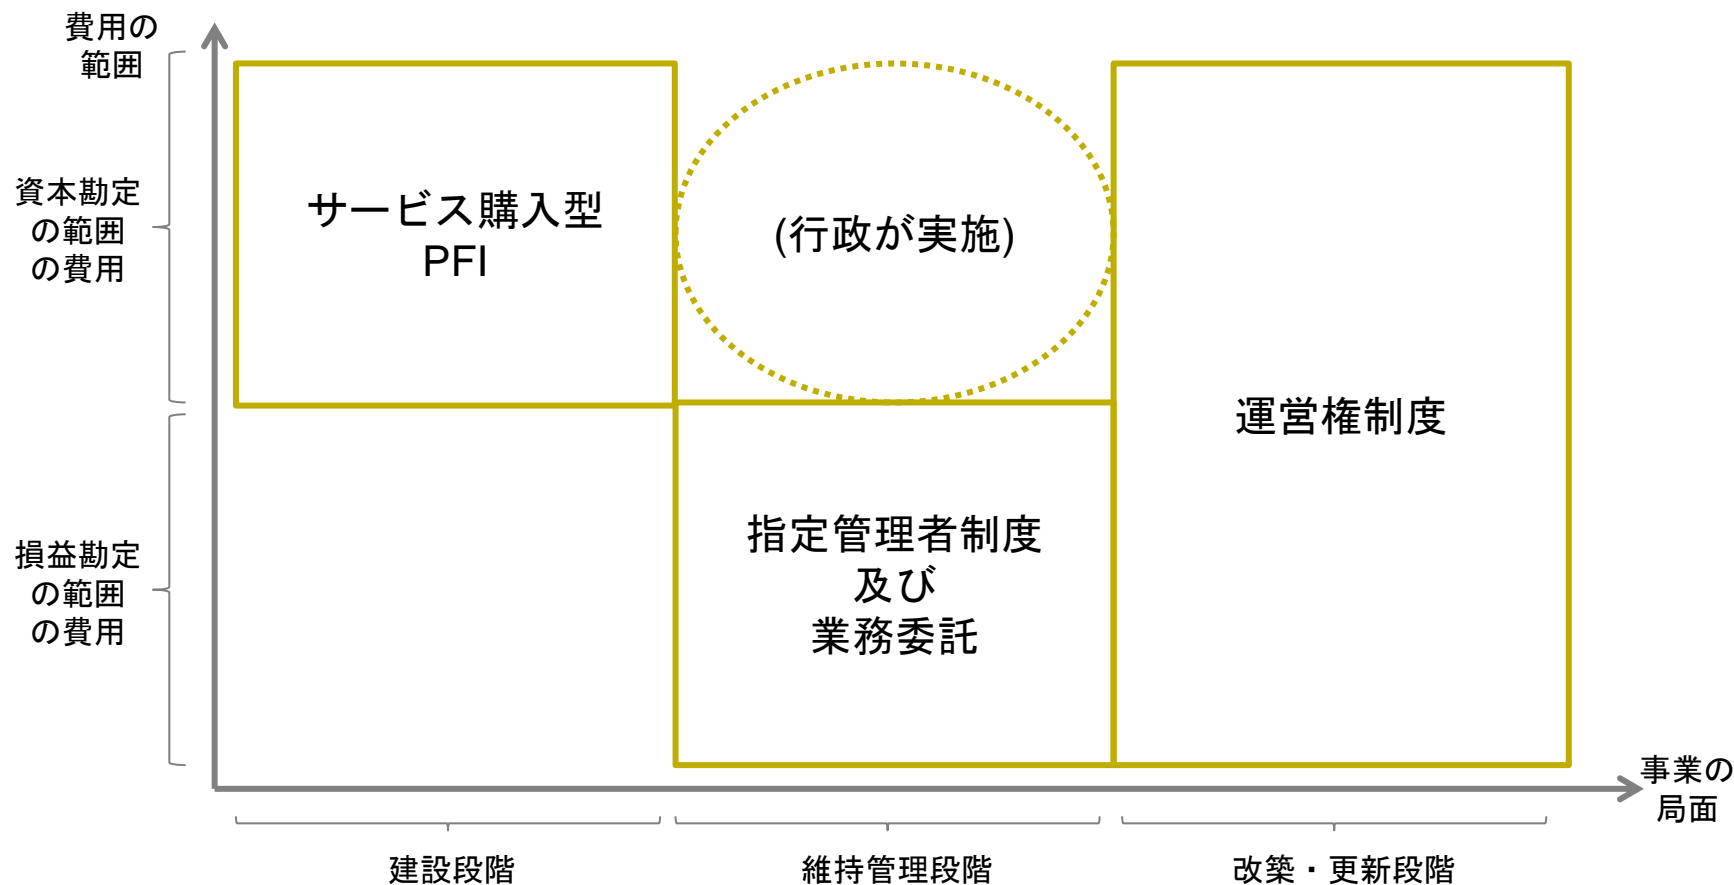 費用の
範囲
資本勘定
の範囲
の費用
サービス購入型
PFI
(行政が実施)
運営権制度
損益勘定
の範囲
の費用
指定管理者制度
及び
業務委託
事業の
局面
建設段階
維持管理段階
改築・更新段階